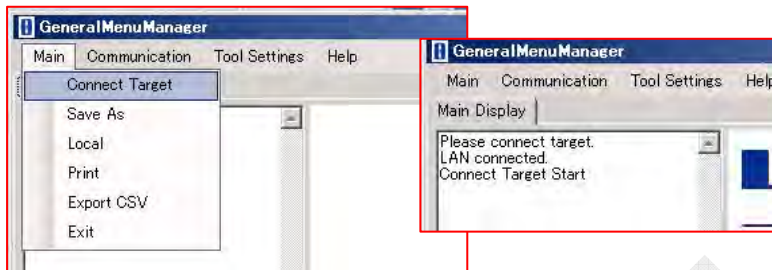 GeneralMenuManager
Main Communication Tool Settings Help
Connect Target
Save As
Local
Print
Export CSV
Exit
GeneralMenuManager
Main Communication Tool Settings Help
Main Display
Please connect target.
LAN connected.
Connect Target Start